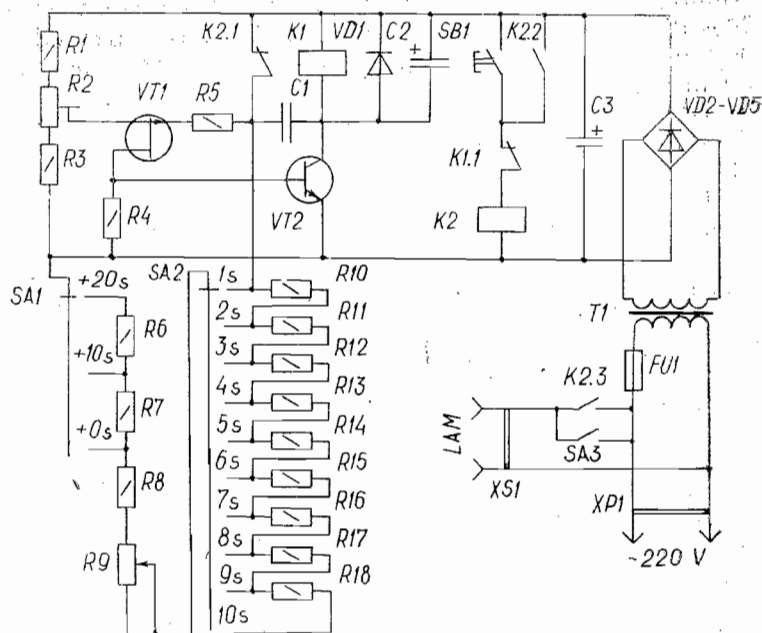 R1
R2
R3
VT1
R5
K2.1
K1
VD1
C2
SB1
K2.2
C1
C3
VD2-VD5
+
+
K1.1
K2
R4
VT2
SA1
+20s
R6
+10s
R7
+0s
R8
R9
SA2
1s
R10
2s
R11
3s
R12
4s
R13
5s
R14
6s
R15
7s
R16
8s
R17
9s
R18
10s
T1
FU1
K2.3
LAM
SA3
XS1
XP1
~220 V